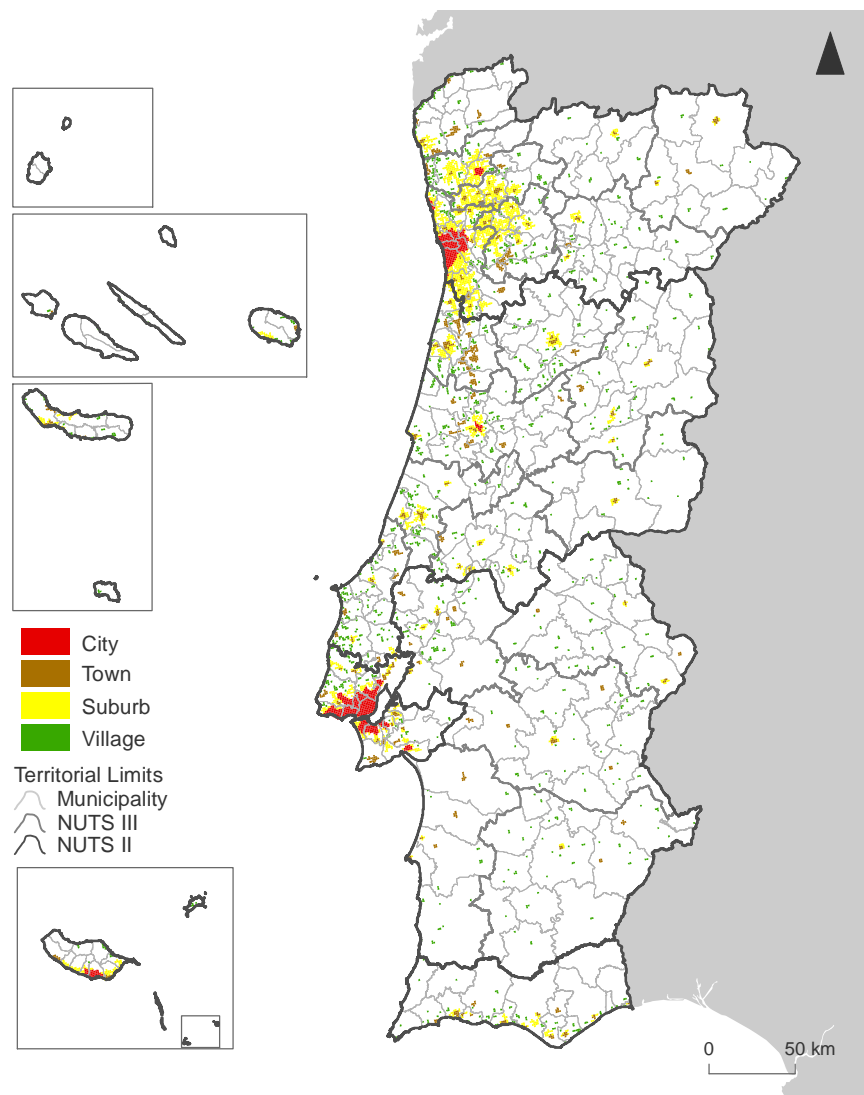 City
Town
Suburb
Village
Territorial Limits
Municipality
NUTS III
NUTS II
0 50 km